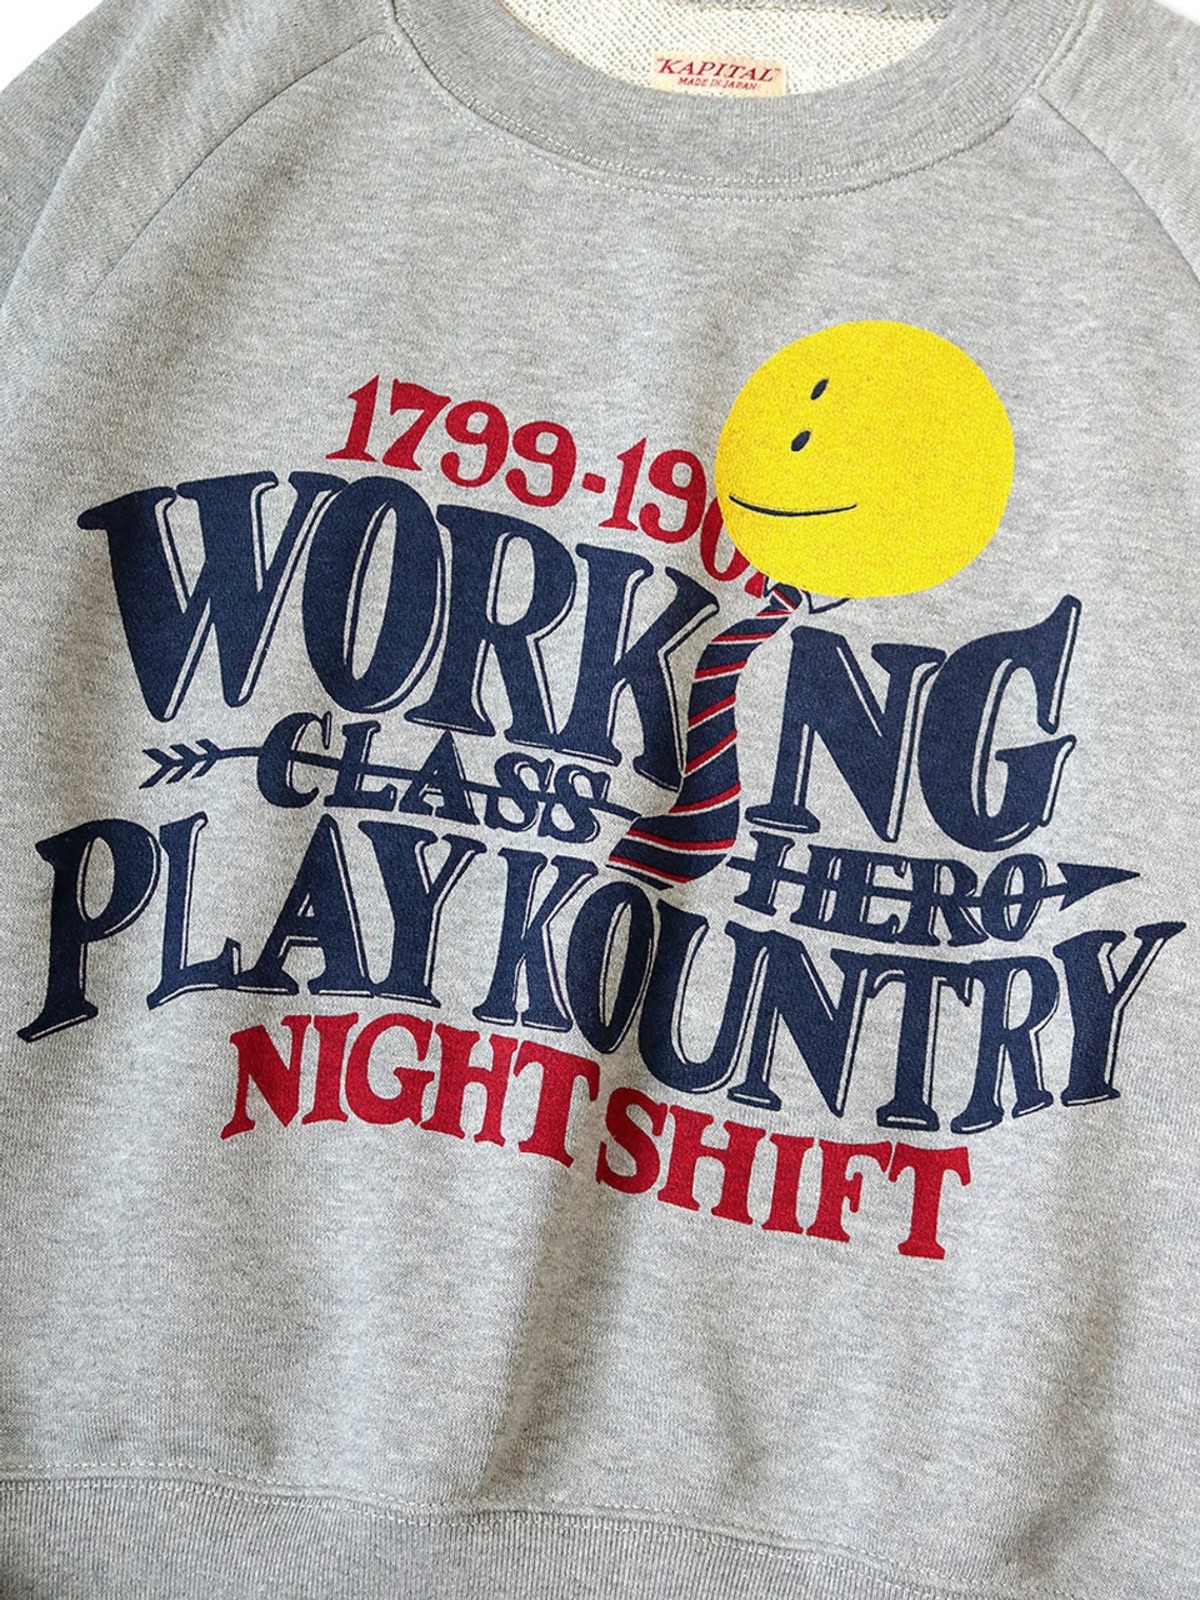 "KAPITAL"
MADE IN JAPAN
1799-190
WORKING
CLASS HERO
PLAY KOUNTRY
NIGHT SHIFT